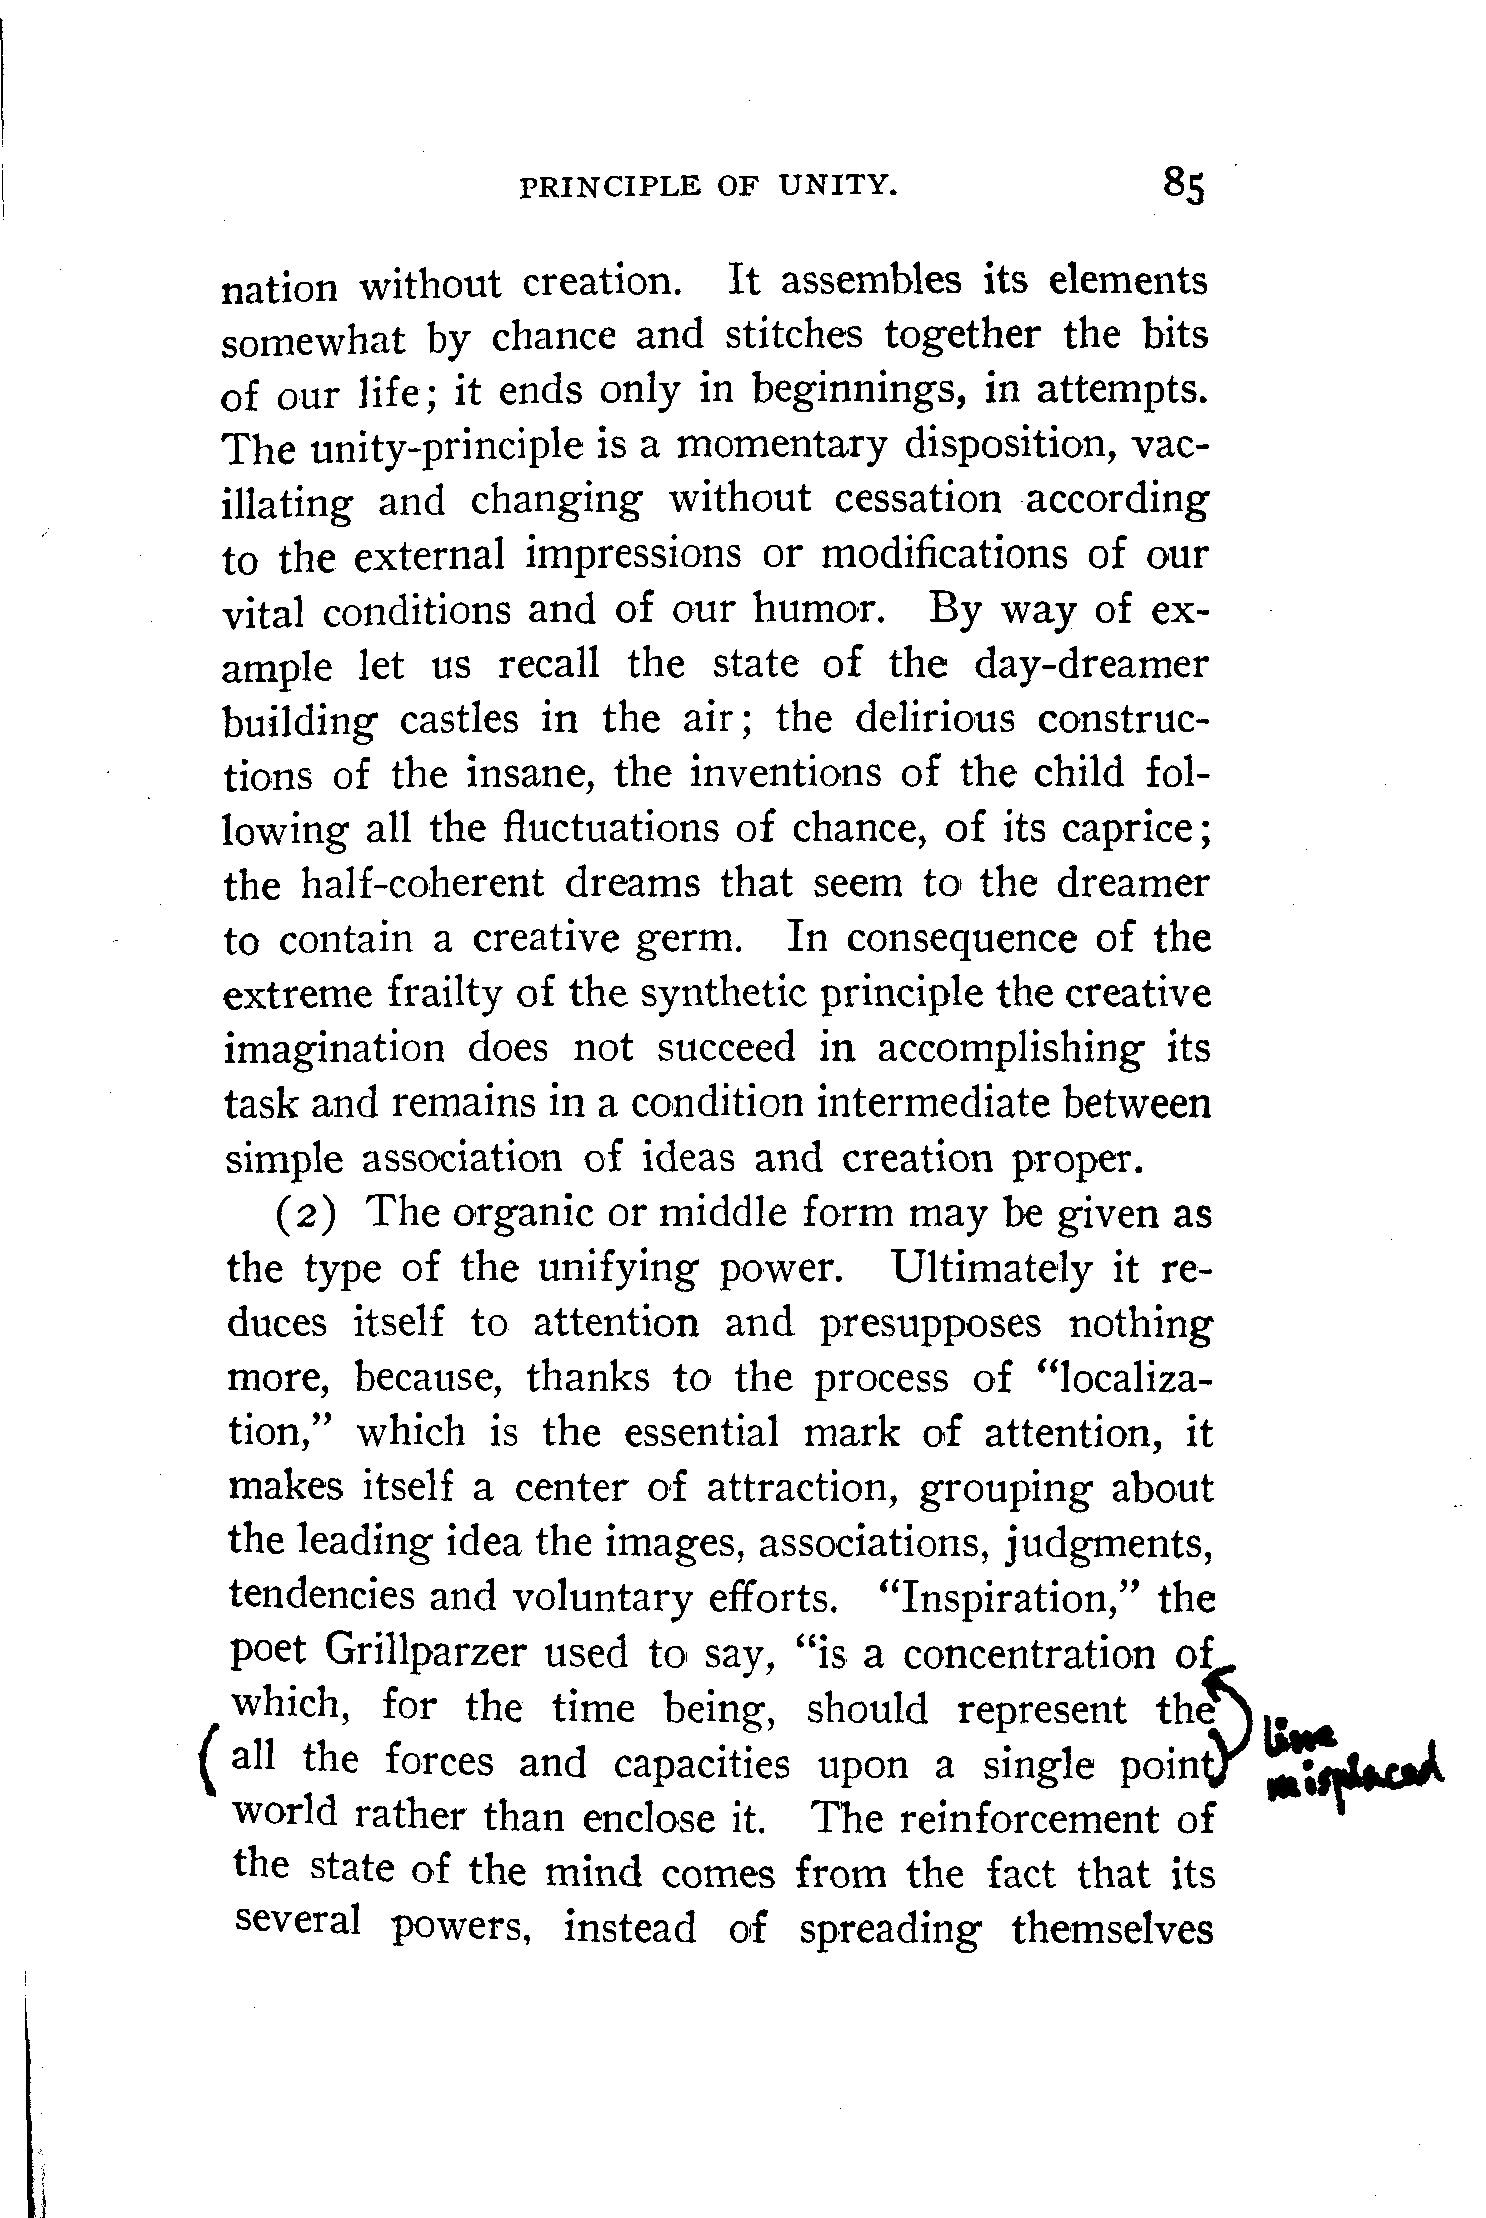 PRINCIPLE OF UNITY. 85
nation without creation. It assembles its elements
somewhat by chance and stitches together the bits
of our life; it ends only in beginnings, in attempts.
The unity-principle is a momentary disposition, vac-
illating and changing without cessation according
to the external impressions or modifications of our
vital conditions and of our humor. By way of ex-
ample let us recall the state of the day-dreamer
building castles in the air; the delirious construc-
tions of the insane, the inventions of the child fol-
lowing all the fluctuations of chance, of its caprice;
the half-coherent dreams that seem to the dreamer
to contain a creative germ. In consequence of the
extreme frailty of the synthetic principle the creative
imagination does not succeed in accomplishing its
task and remains in a condition intermediate between
simple association of ideas and creation proper.
(2) The organic or middle form may be given as
the type of the unifying power. Ultimately it re-
duces itself to attention and presupposes nothing
more, because, thanks to the process of “localiza-
tion,” which is the essential mark of attention, it
makes itself a center of attraction, grouping about
the leading idea the images, associations, judgments,
tendencies and voluntary efforts. “Inspiration,” the
poet Grillparzer used to say, “is a concentration of
which, for the time being, should represent the
all the forces and capacities upon a single point
line
misplaced
world rather than enclose it. The reinforcement of
the state of the mind comes from the fact that its
several powers, instead of spreading themselves